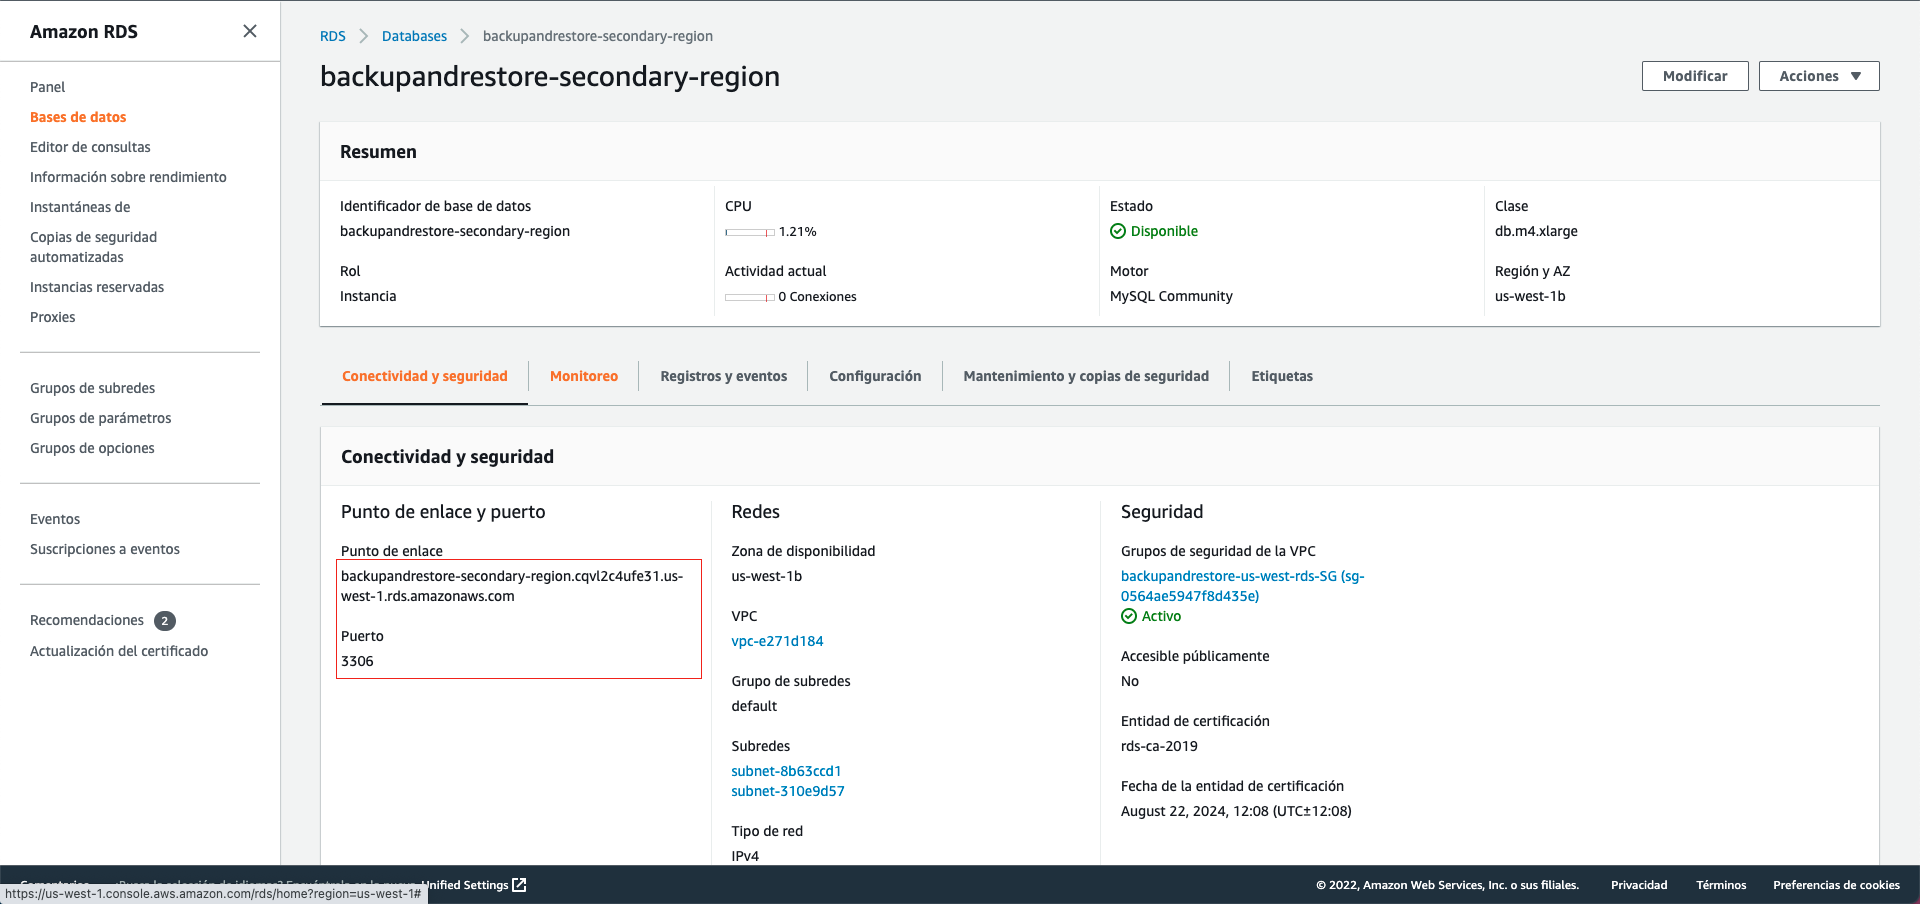 Amazon RDS
Panel
Bases de datos
Editor de consultas
Información sobre rendimiento
Instantáneas de
Copias de seguridad
automatizadas
Instancias reservadas
Proxies
Grupos de subredes
Grupos de parámetros
Grupos de opciones
Eventos
Suscripciones a eventos
Recomendaciones 2
Actualización del certificado
RDS Databases backupandrestore-secondary-region
backupandrestore-secondary-region
Modificar
Acciones
Resumen
Identificador de base de datos
backupandrestore-secondary-region
CPU
1.21%
Estado
Disponible
Clase
db.m4.xlarge
Rol
Instancia
Actividad actual
0 Conexiones
Motor
MySQL Community
Región y AZ
us-west-1b
Conectividad y seguridad
Monitoreo
Registros y eventos
Configuración
Mantenimiento y copias de seguridad
Etiquetas
Conectividad y seguridad
Punto de enlace y puerto
Punto de enlace
backupandrestore-secondary-region.cqvl2c4ufe31.us-
west-1.rds.amazonaws.com
Puerto
3306
Redes
Zona de disponibilidad
us-west-1b
VPC
vpc-e271d184
Grupo de subredes
default
Subredes
subnet-8b63ccd1
subnet-310e9d57
Tipo de red
IPv4
Seguridad
Grupos de seguridad de la VPC
backupandrestore-us-west-rds-SG (sg-
0564ae5947f8d435e)
Activo
Accesible públicamente
No
Entidad de certificación
rds-ca-2019
Fecha de la entidad de certificación
August 22, 2024, 12:08 (UTC±12:08)
Unified Settings
© 2022, Amazon Web Services, Inc. o sus filiales.
Privacidad
Términos
Preferencias de cookies
https://us-west-1.console.aws.amazon.com/rds/home?region=us-west-1#